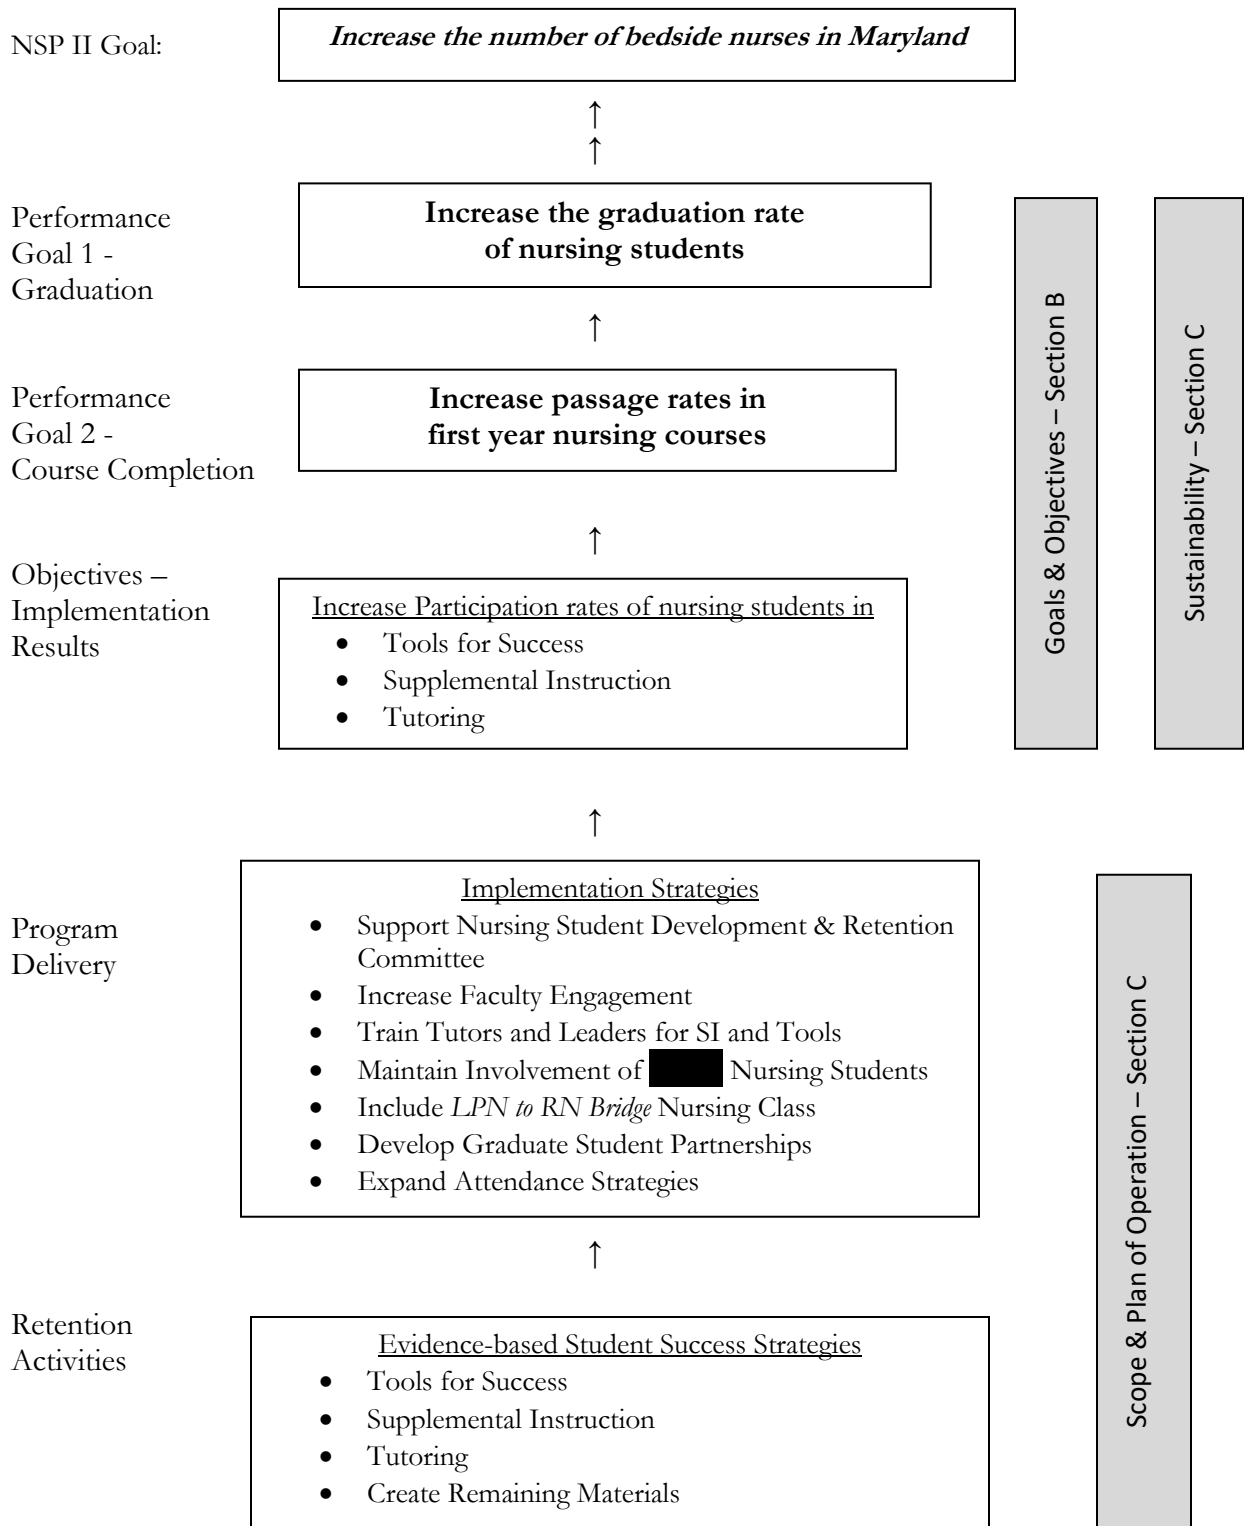 NSP II Goal:
Increase the number of bedside nurses in Maryland
↑
↑
Performance
Goal 1 -
Graduation
Increase the graduation rate
of nursing students
↑
Performance
Goal 2 -
Course Completion
Increase passage rates in
first year nursing courses
↑
Objectives –
Implementation
Results
Increase Participation rates of nursing students in
• Tools for Success
• Supplemental Instruction
• Tutoring
Goals & Objectives – Section B
Sustainability – Section C
↑
Program
Delivery
Implementation Strategies
• Support Nursing Student Development & Retention
Committee
• Increase Faculty Engagement
• Train Tutors and Leaders for SI and Tools
• Maintain Involvement of Nursing Students
• Include LPN to RN Bridge Nursing Class
• Develop Graduate Student Partnerships
• Expand Attendance Strategies
↑
Retention
Activities
Evidence-based Student Success Strategies
• Tools for Success
• Supplemental Instruction
• Tutoring
• Create Remaining Materials
Scope & Plan of Operation – Section C